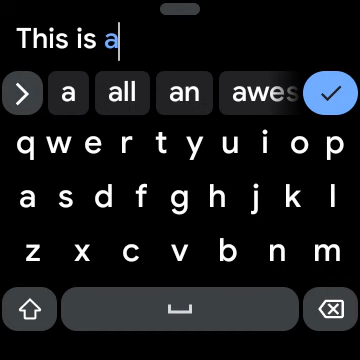 This is a
a all an awes
q w e r t y u i o p
a s d f g h j k l
z x c v b n m